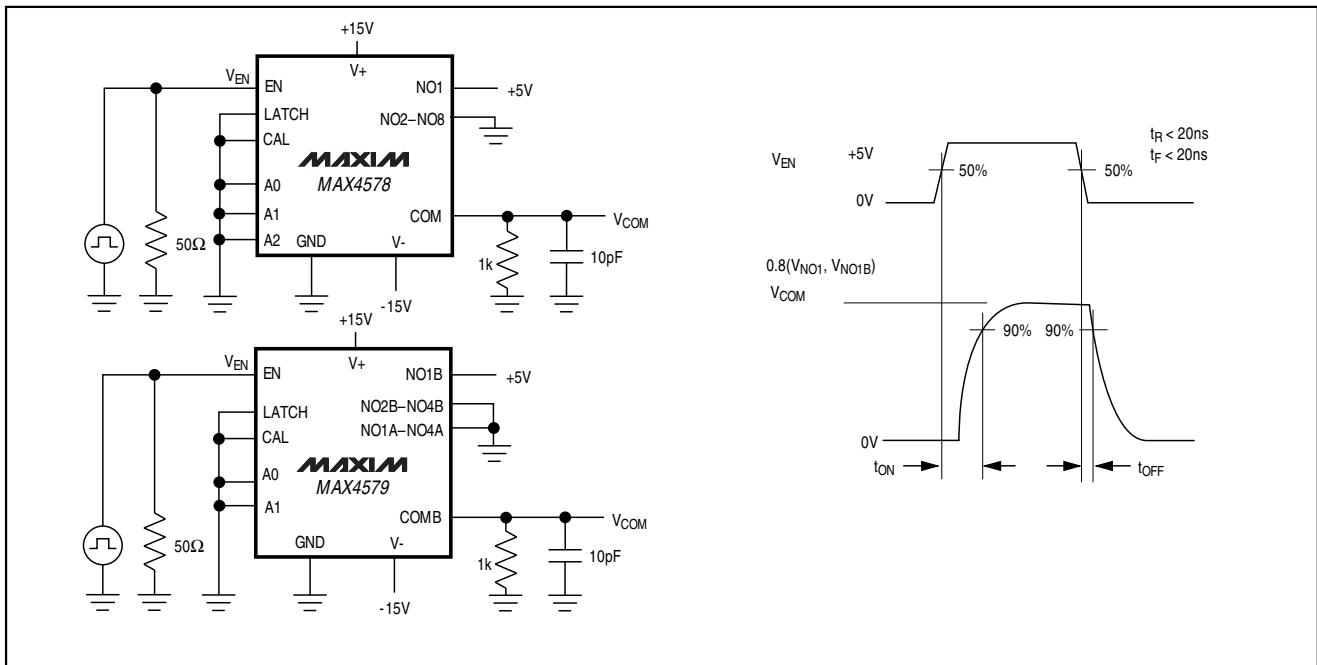 +15V
V+
VEN
EN
NO1
+5V
LATCH
NO2–NO8
CAL
MAXIM
MAX4578
A0
A1
COM
VCOM
A2
GND
V-
50Ω
1k
10pF
-15V
+15V
V+
VEN
EN
NO1B
+5V
LATCH
NO2B–NO4B
CAL
NO1A–NO4A
MAXIM
A0
MAX4579
A1
COMB
VCOM
50Ω
GND
V-
1k
10pF
-15V
tR < 20ns
VEN
+5V
tF < 20ns
50%
50%
0V
0.8(VNO1, VNO1B)
VCOM
90%
90%
0V
tON
tOFF